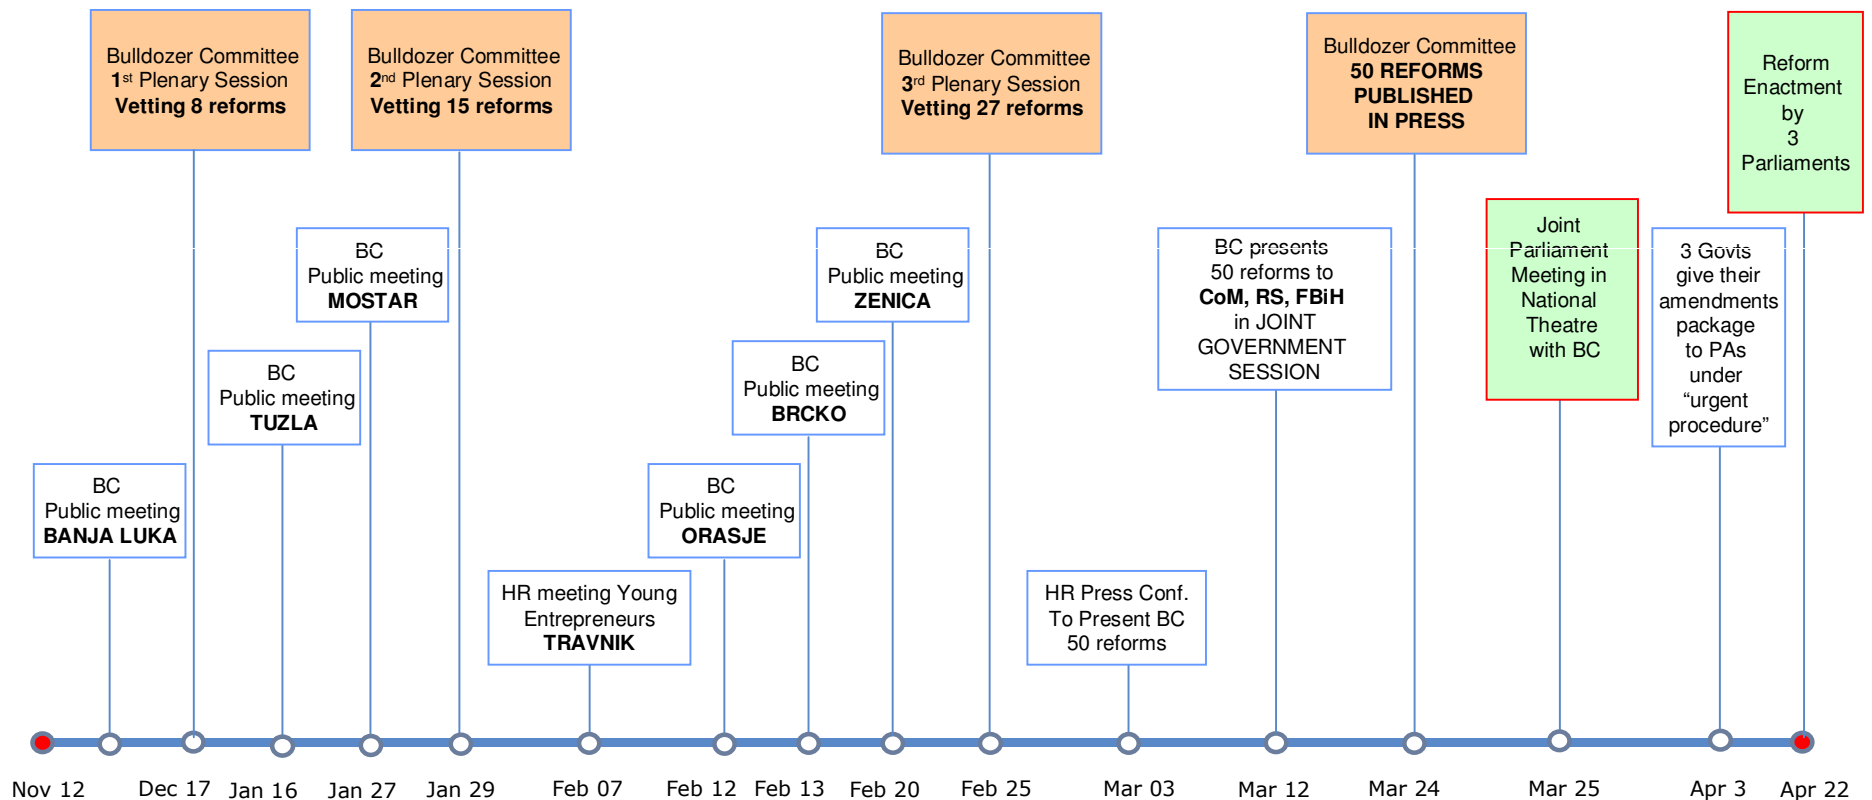 Bulldozer Committee
1st Plenary Session
Vetting 8 reforms
Bulldozer Committee
2nd Plenary Session
Vetting 15 reforms
Bulldozer Committee
3rd Plenary Session
Vetting 27 reforms
Bulldozer Committee
50 REFORMS
PUBLISHED
IN PRESS
Reform
Enactment
by
3
Parliaments
BC
Public meeting
MOSTAR
BC
Public meeting
ZENICA
BC presents
50 reforms to
CoM, RS, FBiH
in JOINT
GOVERNMENT
SESSION
Joint
Parliament
Meeting in
National
Theatre
with BC
3 Govts
give their
amendments
package
to PAs
under
“urgent
procedure”
BC
Public meeting
TUZLA
BC
Public meeting
BRCKO
BC
Public meeting
BANJA LUKA
BC
Public meeting
ORASJE
HR meeting Young
Entrepreneurs
TRAVNIK
HR Press Conf.
To Present BC
50 reforms
Nov 12
Dec 17
Jan 16
Jan 27
Jan 29
Feb 07
Feb 12
Feb 13
Feb 20
Feb 25
Mar 03
Mar 12
Mar 24
Mar 25
Apr 3
Apr 22